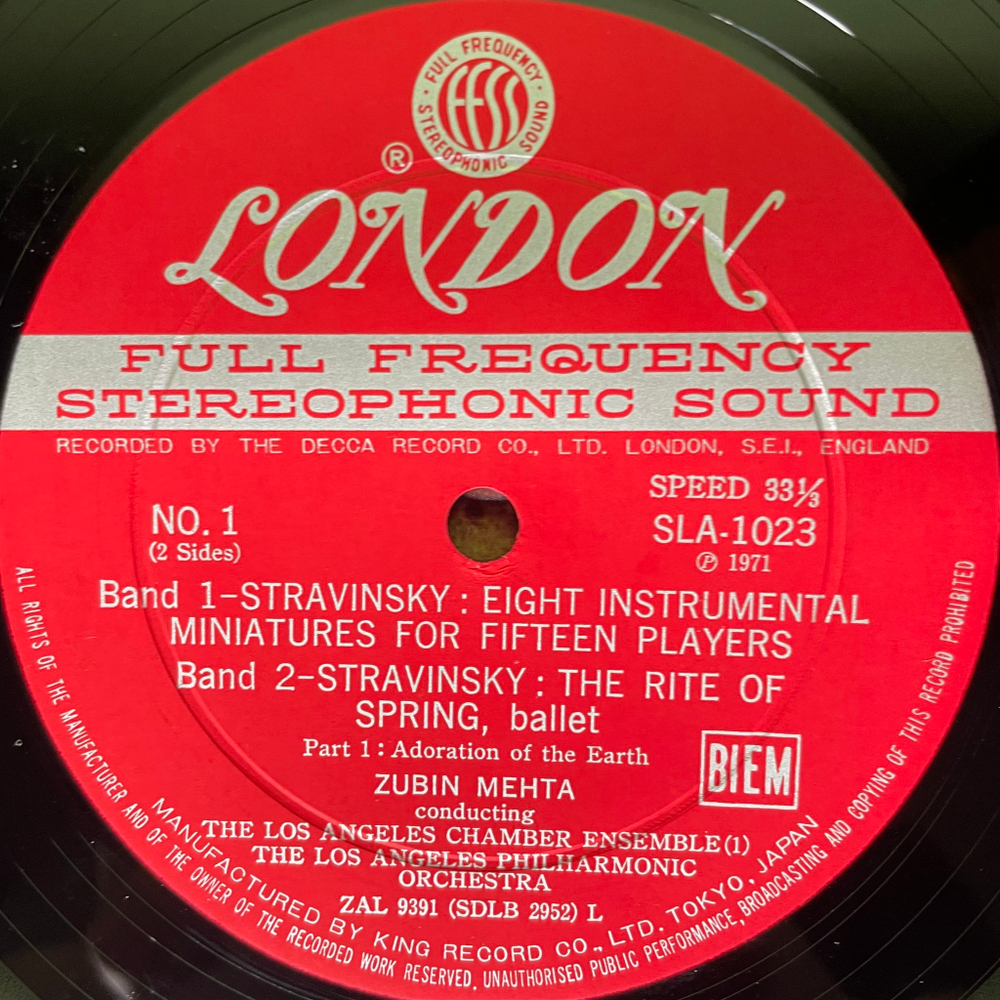 FULL FREQUENCY
STEREOPHONIC SOUND
FFSS
®
LONDON
FULL FREQUENCY
STEREOPHONIC SOUND
RECORDED BY THE DECCA RECORD CO., LTD. LONDON, S.E.I., ENGLAND
SPEED 33⅓
NO. 1
SLA-1023
(2 Sides)
℗ 1971
Band 1-STRAVINSKY : EIGHT INSTRUMENTAL
MINIATURES FOR FIFTEEN PLAYERS
Band 2-STRAVINSKY : THE RITE OF
SPRING, ballet
Part 1 : Adoration of the Earth
BIEM
ZUBIN MEHTA
conducting
THE LOS ANGELES CHAMBER ENSEMBLE(1)
THE LOS ANGELES PHILHARMONIC
ORCHESTRA
ZAL 9391 (SDLB 2952) L
MANUFACTURED BY KING RECORD CO., LTD. TOKYO, JAPAN
ALL RIGHTS OF THE MANUFACTURER AND OF THE OWNER OF THE RECORDED WORK RESERVED. UNAUTHORISED PUBLIC PERFORMANCE, BROADCASTING AND COPYING OF THIS RECORD PROHIBITED